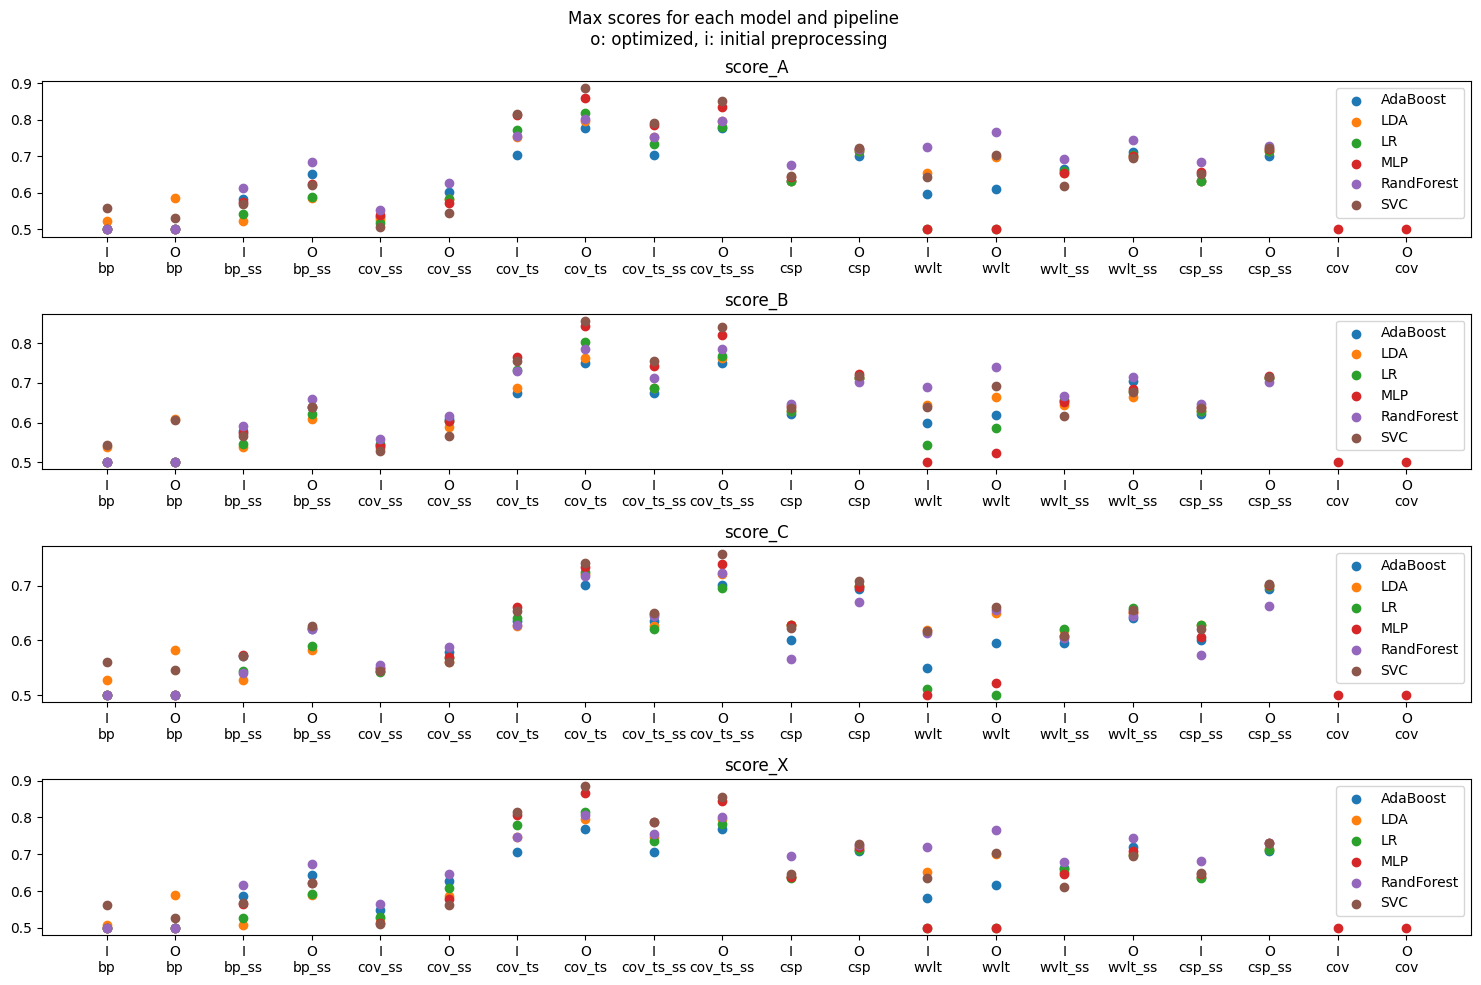 Max scores for each model and pipeline
o: optimized, i: initial preprocessing
score_A
0.9
0.8
0.7
0.6
0.5
AdaBoost
LDA
LR
MLP
RandForest
SVC
I O I O I O I O I O I O I O I O I O I O
bp bp bp_ss bp_ss cov_ss cov_ss cov_ts cov_ts cov_ts_ss cov_ts_ss csp csp wvlt wvlt wvlt_ss wvlt_ss csp_ss csp_ss cov cov
score_B
0.8
0.7
0.6
0.5
AdaBoost
LDA
LR
MLP
RandForest
SVC
I O I O I O I O I O I O I O I O I O I O
bp bp bp_ss bp_ss cov_ss cov_ss cov_ts cov_ts cov_ts_ss cov_ts_ss csp csp wvlt wvlt wvlt_ss wvlt_ss csp_ss csp_ss cov cov
score_C
0.7
0.6
0.5
AdaBoost
LDA
LR
MLP
RandForest
SVC
I O I O I O I O I O I O I O I O I O I O
bp bp bp_ss bp_ss cov_ss cov_ss cov_ts cov_ts cov_ts_ss cov_ts_ss csp csp wvlt wvlt wvlt_ss wvlt_ss csp_ss csp_ss cov cov
score_X
0.9
0.8
0.7
0.6
0.5
AdaBoost
LDA
LR
MLP
RandForest
SVC
I O I O I O I O I O I O I O I O I O I O
bp bp bp_ss bp_ss cov_ss cov_ss cov_ts cov_ts cov_ts_ss cov_ts_ss csp csp wvlt wvlt wvlt_ss wvlt_ss csp_ss csp_ss cov cov